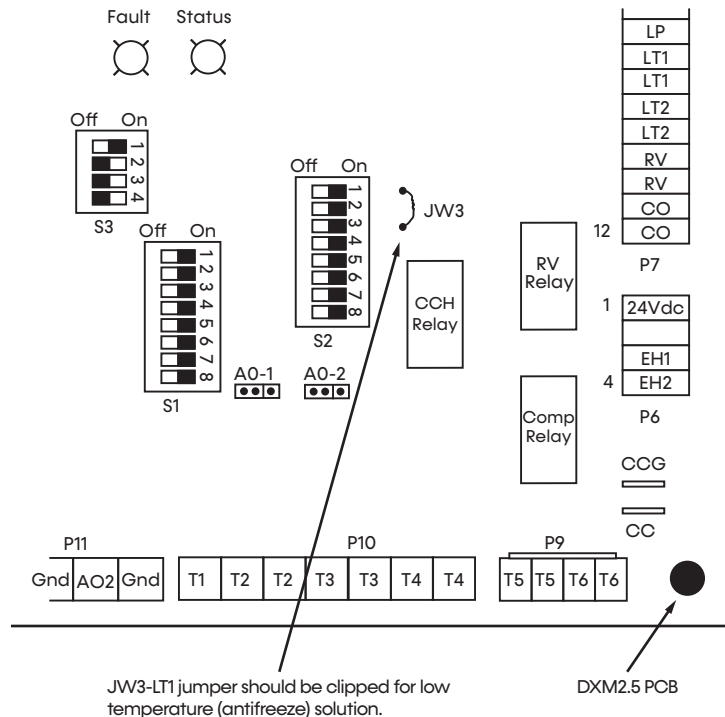 Fault Status
LP
LT1
LT1
LT2
LT2
RV
RV
CO
12 CO
P7
Off On
1
2
3
4
S3
Off On
1
2
3
4
5
6
7
8
S1
Off On
1
2
3
4
5
6
7
8
S2
JW3
CCH
Relay
RV
Relay
1 24Vdc
EH1
4 EH2
P6
A0-1 A0-2
Comp
Relay
CCG
CC
P11 P10 P9
Gnd AO2 Gnd T1 T2 T2 T3 T3 T4 T4 T5 T5 T6 T6
JW3-LT1 jumper should be clipped for low
temperature (antifreeze) solution.
DXM2.5 PCB